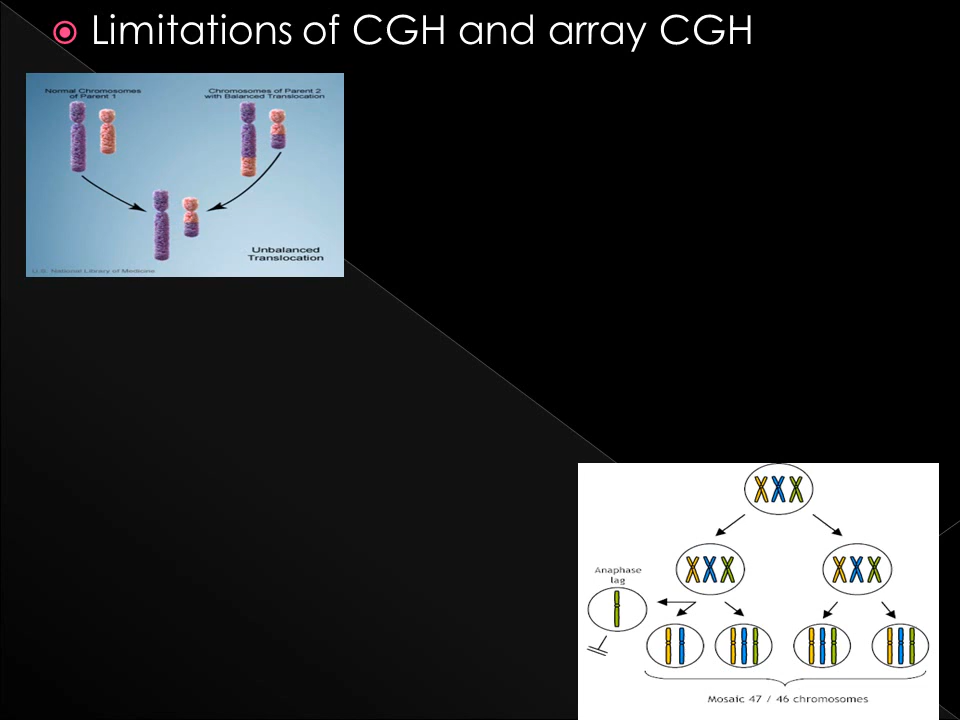 Limitations of CGH and array CGH
Normal Chromosomes
of Parent 1
Chromosomes of Parent 2
with Balanced Translocation
Unbalanced
Translocation
U.S. National Library of Medicine
Anaphase
lag
Mosaic 47 / 46 chromosomes